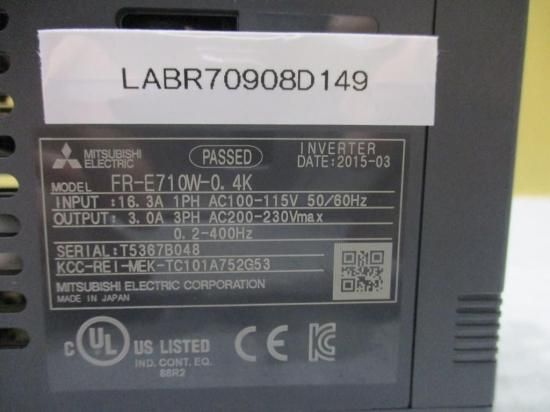 LABR70908D149
MITSUBISHI ELECTRIC
PASSED
INVERTER
DATE:2015-03
MODEL FR-E710W-0.4K
INPUT :16.3A 1PH AC100-115V 50/60Hz
OUTPUT: 3.0A 3PH AC200-230Vmax
0.2-400Hz
SERIAL:T5367B048
KCC-REI-MEK-TC101A752G53
MITSUBISHI ELECTRIC CORPORATION
MADE IN JAPAN
C UL US LISTED
IND. CONT. EQ.
88R2
CE